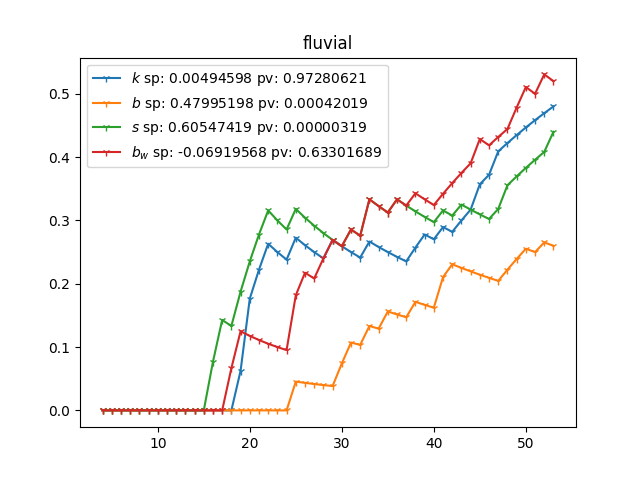 fluvial
k sp: 0.00494598 pv: 0.97280621
b sp: 0.47995198 pv: 0.00042019
s sp: 0.60547419 pv: 0.00000319
b_w sp: -0.06919568 pv: 0.63301689
0.5
0.4
0.3
0.2
0.1
0.0
10 20 30 40 50